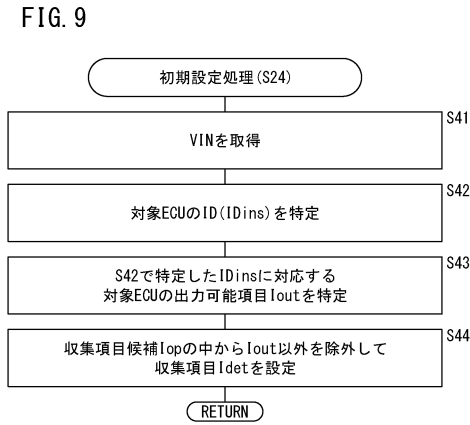 FIG. 9
初期設定処理(S24)
S41
VINを取得
S42
対象ECUのID(IDins)を特定
S43
S42で特定したIDinsに対応する
対象ECUの出力可能項目Ioutを特定
S44
収集項目候補Iopの中からIout以外を除外して
収集項目Idetを設定
RETURN